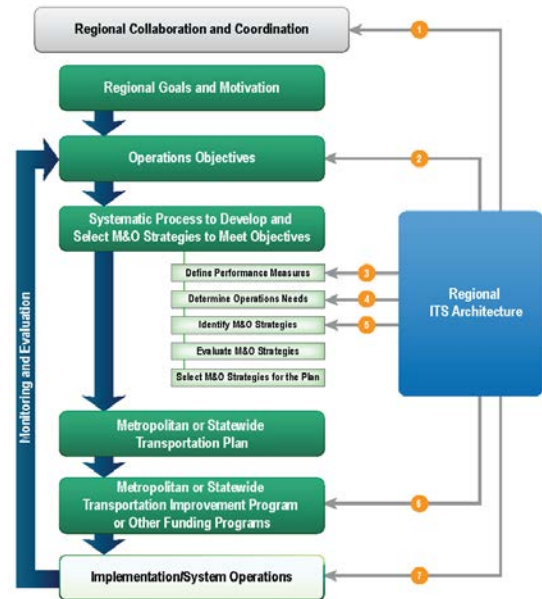 Regional Collaboration and Coordination
1
Regional Goals and Motivation
Operations Objectives
2
Systematic Process to Develop and
Select M&O Strategies to Meet Objectives
Define Performance Measures
3
Determine Operations Needs
4
Identify M&O Strategies
5
Evaluate M&O Strategies
Select M&O Strategies for the Plan
Regional
ITS Architecture
Monitoring and Evaluation
Metropolitan or Statewide
Transportation Plan
Metropolitan or Statewide
Transportation Improvement Program
or Other Funding Programs
6
Implementation/System Operations
7